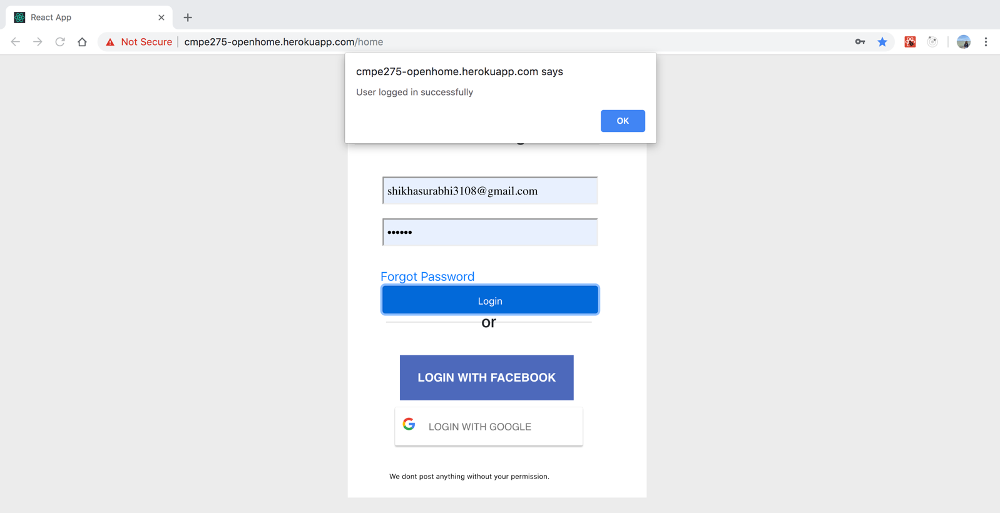 React App
Not Secure cmpe275-openhome.herokuapp.com/home
cmpe275-openhome.herokuapp.com says
User logged in successfully
OK
shikhasurabhi3108@gmail.com
••••••
Forgot Password
Login
or
LOGIN WITH FACEBOOK
LOGIN WITH GOOGLE
We dont post anything without your permission.